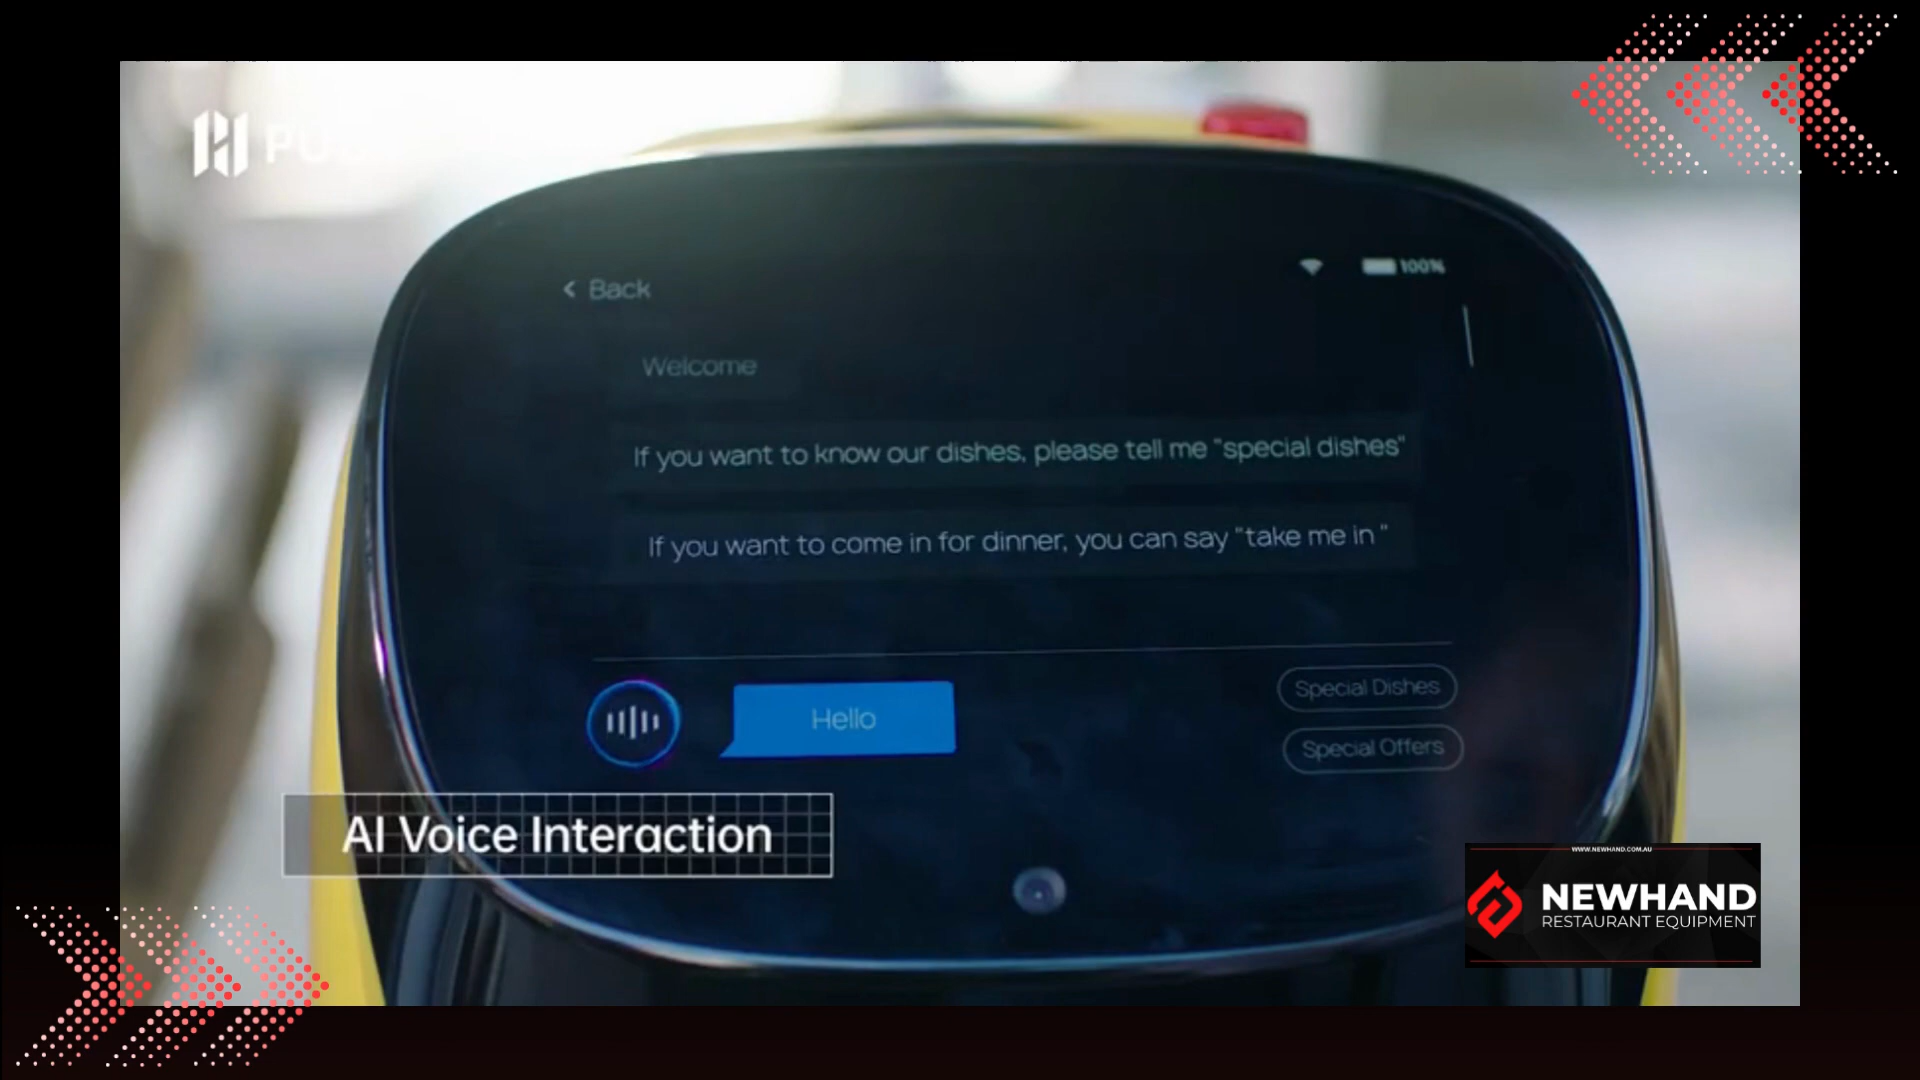 < Back
100%
Welcome
If you want to know our dishes, please tell me "special dishes"
If you want to come in for dinner, you can say "take me in "
Hello
Special Dishes
Special Offers
AI Voice Interaction
WWW.NEWHAND.COM.AU
NEWHAND
RESTAURANT EQUIPMENT